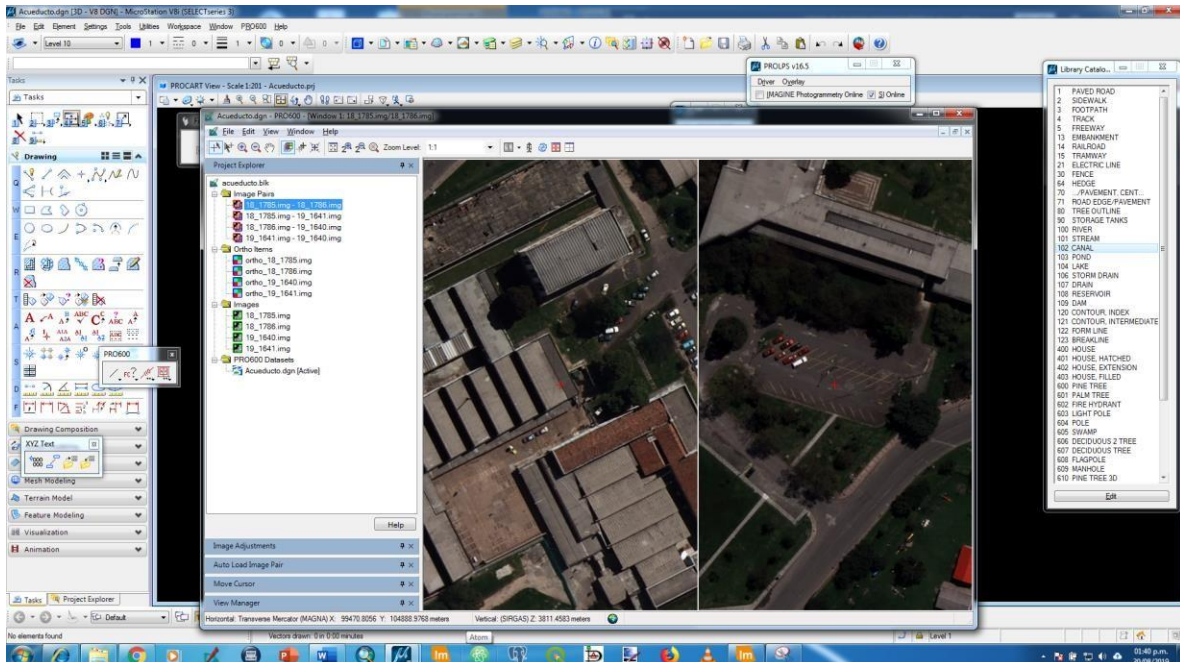 Acueducto.dgn [3D - V8 DGN] - MicroStation V8i (SELECTseries 3)
File Edit Element Settings Tools Utilities Workspace Window PRO600 Help
Level 10 1 0 1 0 0
Tasks
Tasks
Drawing
PRO600
Drawing Composition
XYZ Text
Mesh Modeling
Terrain Model
Feature Modeling
Visualization
Animation
Tasks Project Explorer
Default
No elements found
Vectors drawn: 0 in 0:00 minutes
Level 1
PROCART View - Scale 1:201 - Acueducto.prj
PROLPS v16.5
Driver Overlay
IMAGINE Photogrammetry Online SI Online
Acueducto.dgn - PRO600 - [Window 1: 18_1785.img/18_1786.img]
File Edit View Window Help
Zoom Level: 1:1
Project Explorer
acueducto.blk
Image Pairs
18_1785.img - 18_1786.img
18_1785.img - 19_1641.img
18_1786.img - 19_1640.img
19_1641.img - 19_1640.img
Ortho Items
ortho_18_1785.img
ortho_18_1786.img
ortho_19_1640.img
ortho_19_1641.img
Images
18_1785.img
18_1786.img
19_1640.img
19_1641.img
PRO600 Datasets
Acueducto.dgn [Active]
Help
Image Adjustments
Auto Load Image Pair
Move Cursor
View Manager
Horizontal: Transverse Mercator (MAGNA) X: 99470.8056 Y: 104888.9768 meters Vertical: (SIRGAS) Z: 3811.4583 meters
Library Catalo...
1 PAVED ROAD
2 SIDEWALK
3 FOOTPATH
4 TRACK
5 FREEWAY
13 EMBANKMENT
14 RAILROAD
15 TRAMWAY
21 ELECTRIC LINE
30 FENCE
64 HEDGE
70 .../PAVEMENT, CENT...
71 ROAD EDGE/PAVEMENT
80 TREE OUTLINE
90 STORAGE TANKS
100 RIVER
101 STREAM
102 CANAL
103 POND
104 LAKE
106 STORM DRAIN
107 DRAIN
108 RESERVOIR
109 DAM
120 CONTOUR, INDEX
121 CONTOUR, INTERMEDIATE
122 FORM LINE
123 BREAKLINE
400 HOUSE
401 HOUSE, HATCHED
402 HOUSE, EXTENSION
403 HOUSE, FILLED
600 PINE TREE
601 PALM TREE
602 FIRE HYDRANT
603 LIGHT POLE
604 POLE
605 SWAMP
606 DECIDUOUS 2 TREE
607 DECIDUOUS TREE
608 FLAGPOLE
609 MANHOLE
610 PINE TREE 3D
Edit
Atom
01:40 p.m.